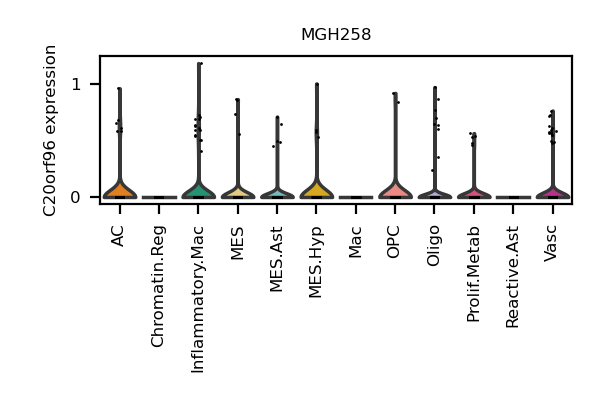 MGH258
C20orf96 expression
1
0
AC
Chromatin.Reg
Inflammatory.Mac
MES
MES.Ast
MES.Hyp
Mac
OPC
Oligo
Prolif.Metab
Reactive.Ast
Vasc